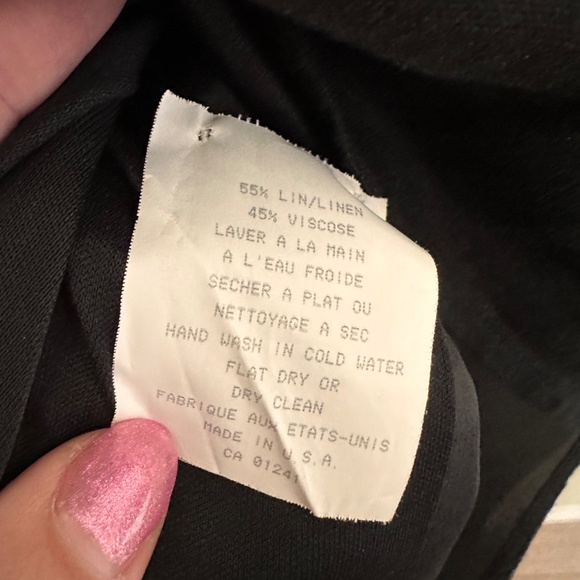 55% LIN/LINEN
45% VISCOSE
LAVER A LA MAIN
A L'EAU FROIDE
SECHER A PLAT OU
NETTOYAGE A SEC
HAND WASH IN COLD WATER
FLAT DRY OR
DRY CLEAN
FABRIQUE AUX ETATS-UNIS
MADE IN U.S.A.
CA 01241